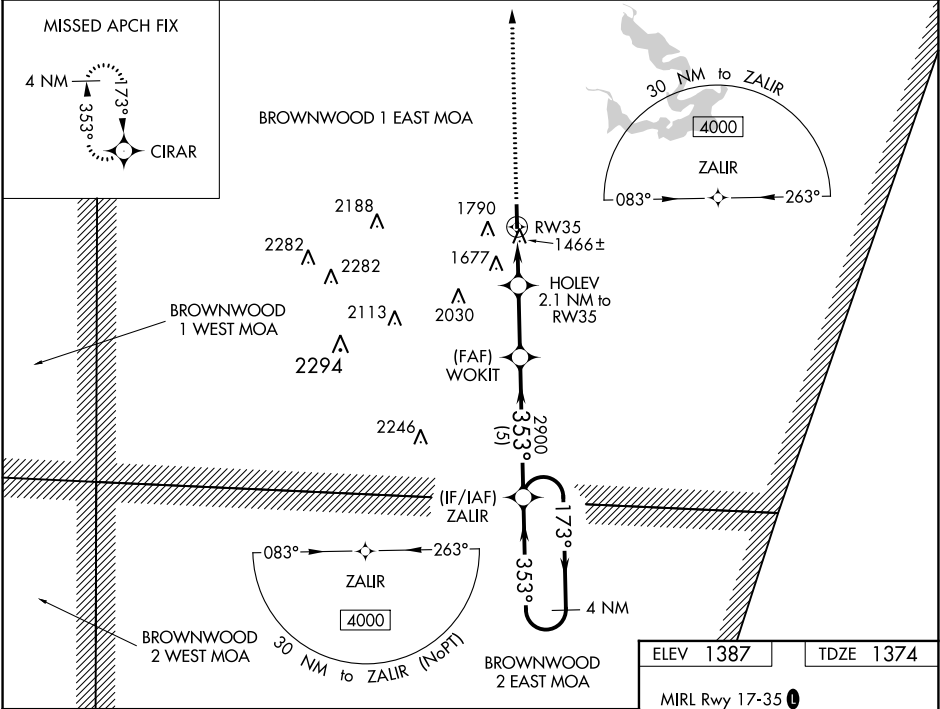 MISSED APCH FIX
4 NM
353°
173°
CIRAR
BROWNWOOD 1 EAST MOA
30 NM to ZALIR
4000
ZALIR
083°
263°
2188
1790
RW35
1466±
2282
2282
1677
HOLEV
2.1 NM to
RW35
BROWNWOOD
1 WEST MOA
2113
2030
2294
(FAF)
WOKIT
2246
2900
353°
(5)
(IF/IAF)
ZALIR
173°
353°
4 NM
083°
263°
ZALIR
4000
30 NM to ZALIR (NoPT)
BROWNWOOD
2 WEST MOA
BROWNWOOD
2 EAST MOA
ELEV 1387
TDZE 1374
MIRL Rwy 17-35 L